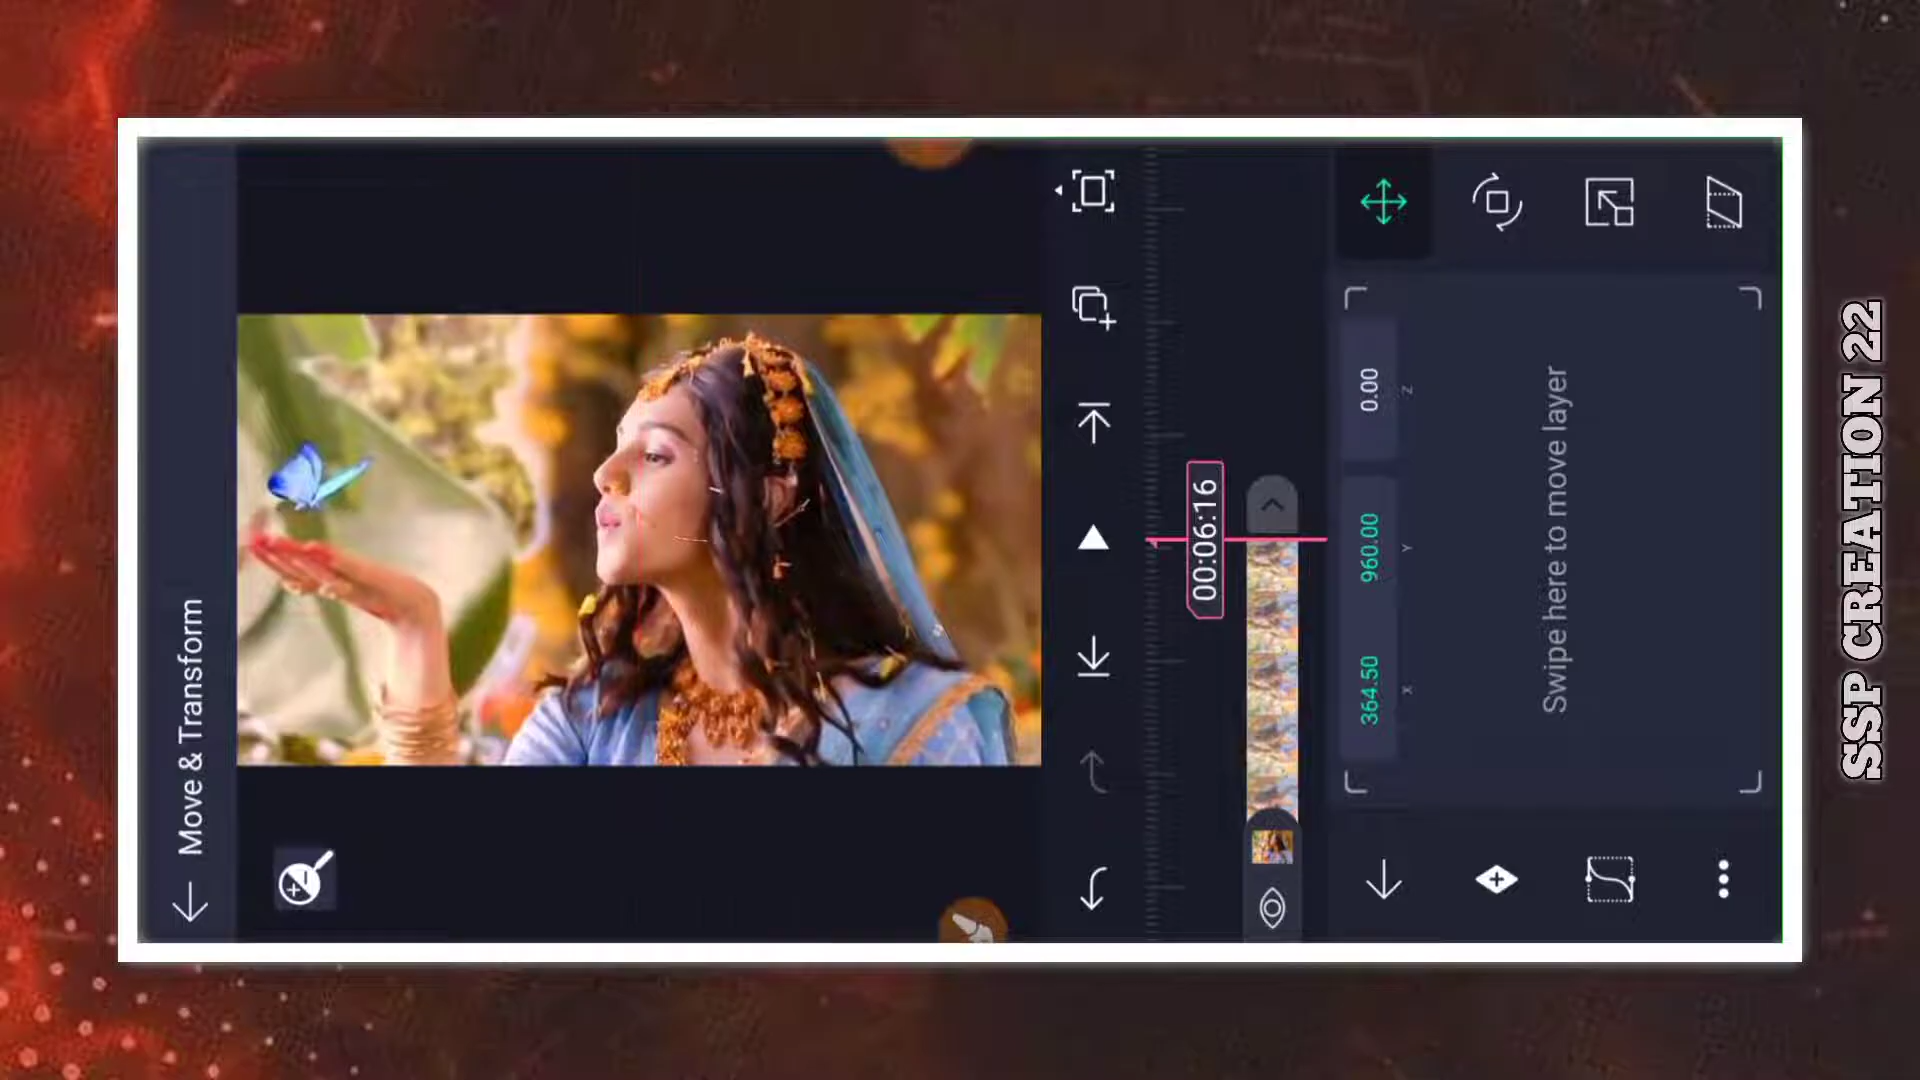 Move & Transform
00:06:16
364.50
X
960.00
Y
0.00
Z
Swipe here to move layer
SSP CREATION 22